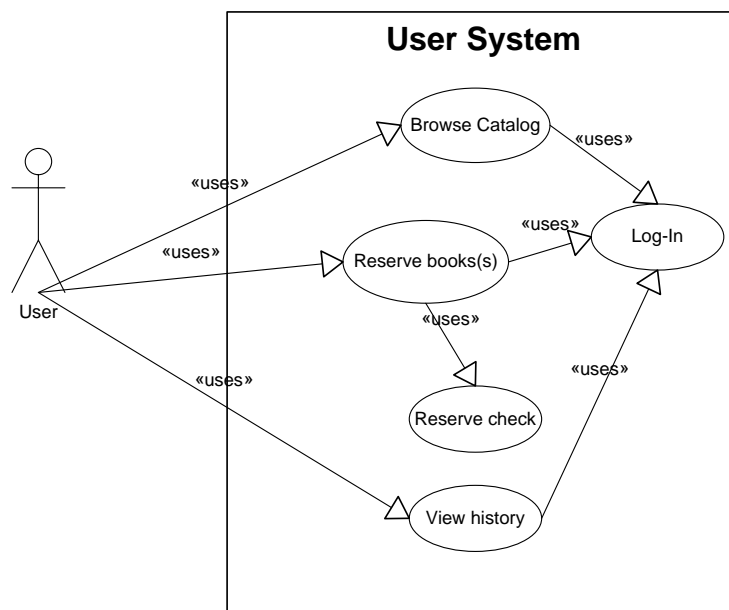 User System
Browse Catalog
«uses»
«uses»
«uses»
Log-In
«uses»
Reserve books(s)
User
«uses»
«uses»
«uses»
Reserve check
View history